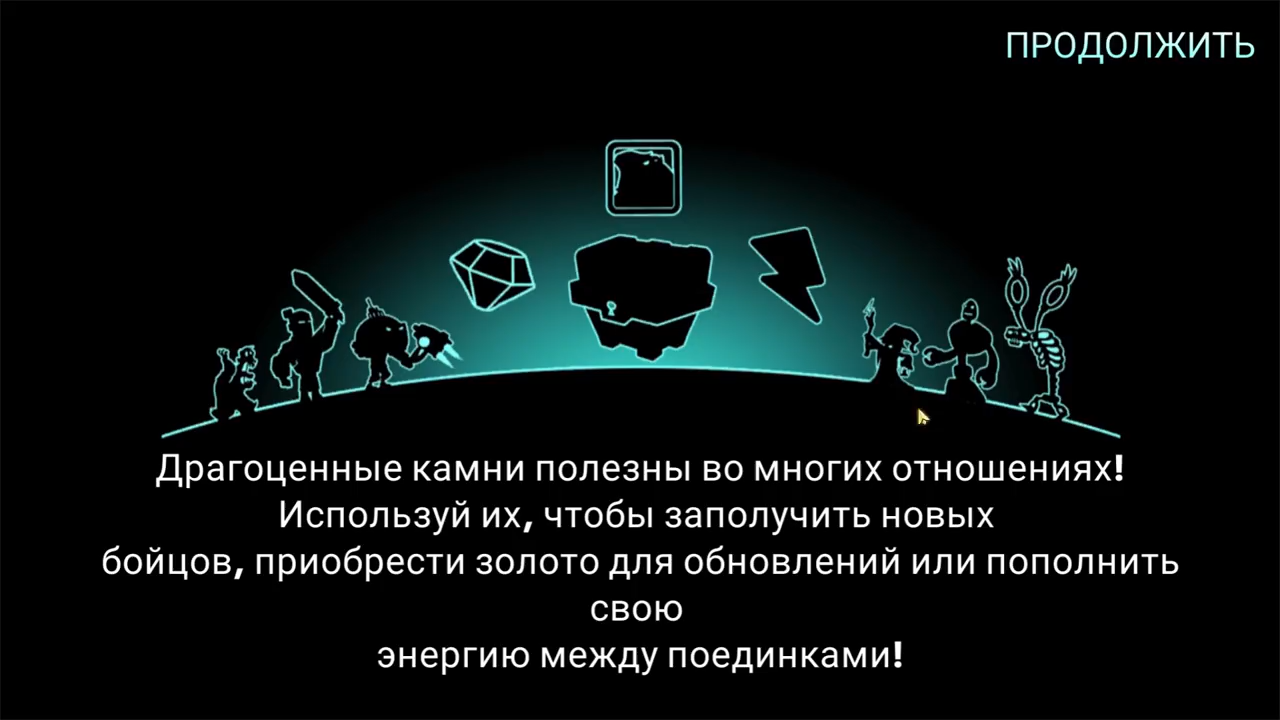 ПРОДОЛЖИТЬ
Драгоценные камни полезны во многих отношениях!
Используй их, чтобы заполучить новых
бойцов, приобрести золото для обновлений или пополнить
свою
энергию между поединками!